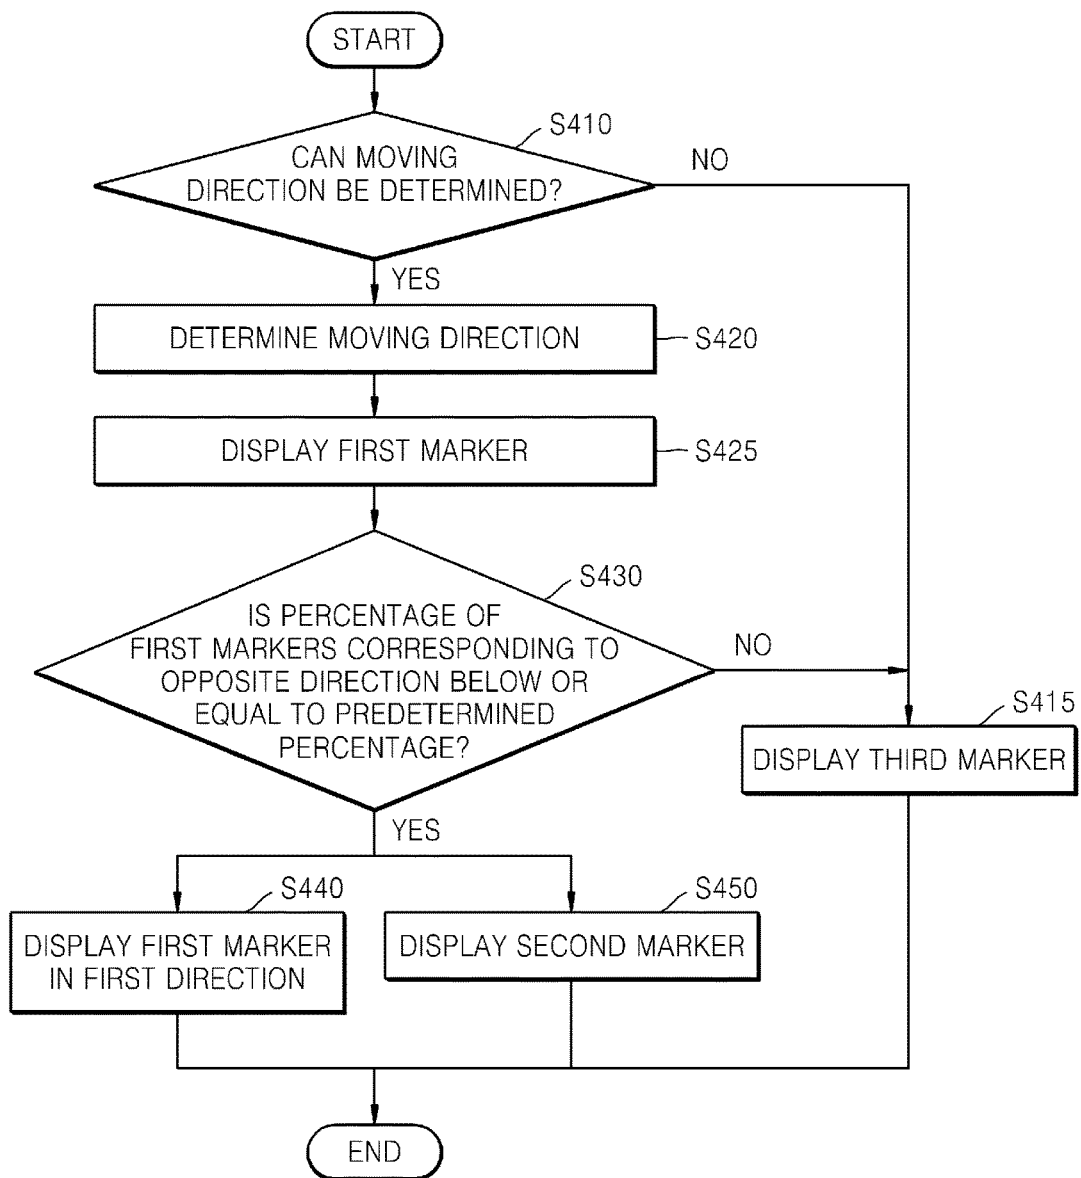 START
S410
CAN MOVING
DIRECTION BE DETERMINED?
NO
YES
DETERMINE MOVING DIRECTION
S420
DISPLAY FIRST MARKER
S425
S430
IS PERCENTAGE OF
FIRST MARKERS CORRESPONDING TO
OPPOSITE DIRECTION BELOW OR
EQUAL TO PREDETERMINED
PERCENTAGE?
NO
S415
DISPLAY THIRD MARKER
YES
S440
DISPLAY FIRST MARKER
IN FIRST DIRECTION
S450
DISPLAY SECOND MARKER
END